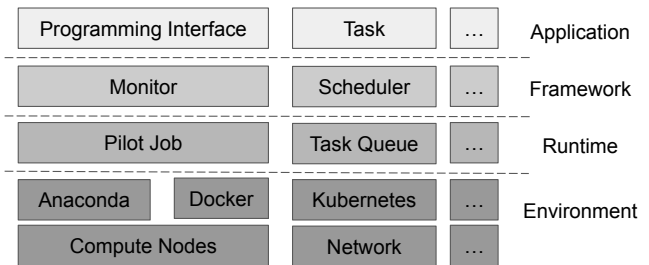 Programming Interface Task … Application
Monitor Scheduler … Framework
Pilot Job Task Queue … Runtime
Anaconda Docker Kubernetes … Environment
Compute Nodes Network …